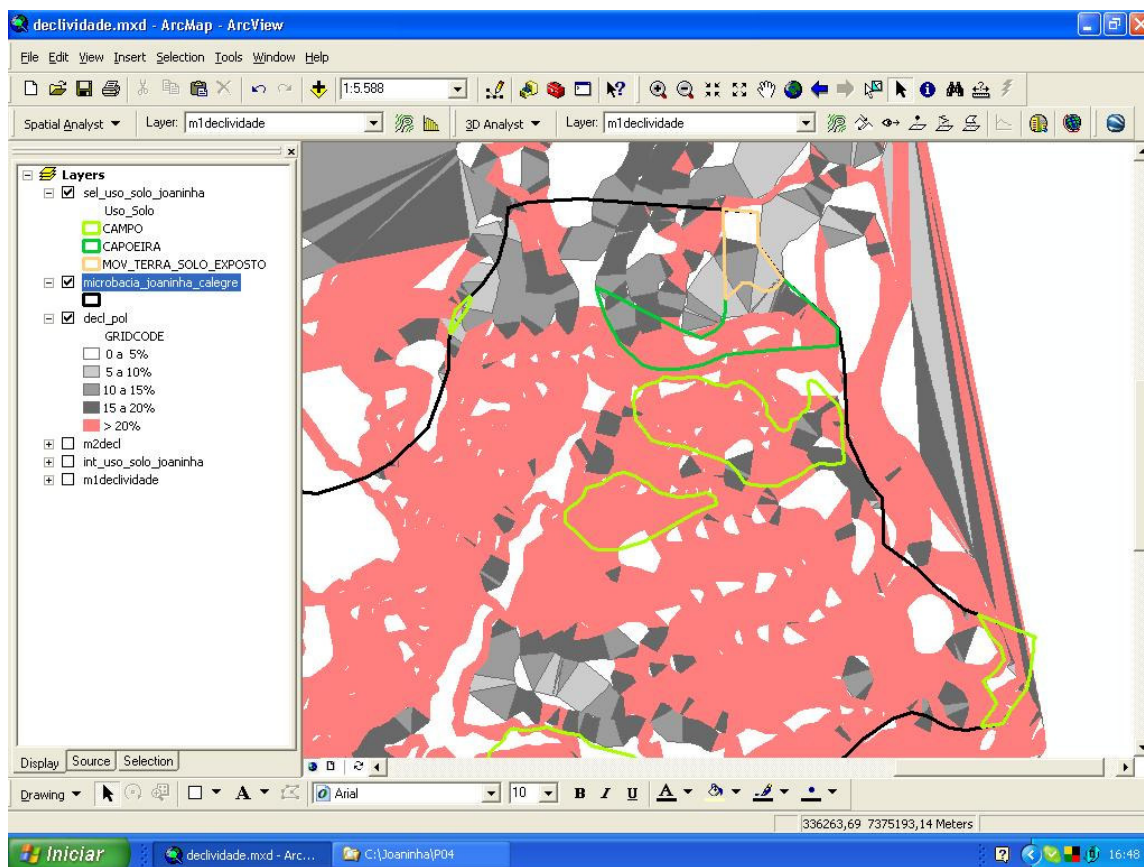 declividade.mxd - ArcMap - ArcView
File Edit View Insert Selection Tools Window Help
1:5.588
Spatial Analyst Layer: m1declividade 3D Analyst Layer: m1declividade
Layers
sel_uso_solo_joaninha
Uso_Solo
CAMPO
CAPOEIRA
MOV_TERRA_SOLO_EXPOSTO
microbacia_joaninha_calegre
decl_pol
GRIDCODE
0 a 5%
5 a 10%
10 a 15%
15 a 20%
> 20%
m2decl
int_uso_solo_joaninha
m1declividade
Display Source Selection
Drawing A Arial 10 B I U A
336263,69 7375193,14 Meters
Iniciar declividade.mxd - Arc... C:\Joaninha\P04 16:48